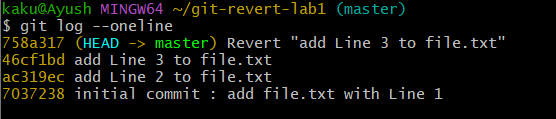 kaku@Ayush MINGW64 ~/git-revert-lab1 (master)
$ git log --oneline
758a317 (HEAD -> master) Revert "add Line 3 to file.txt"
46cf1bd add Line 3 to file.txt
ac319ec add Line 2 to file.txt
7037238 initial commit : add file.txt with Line 1